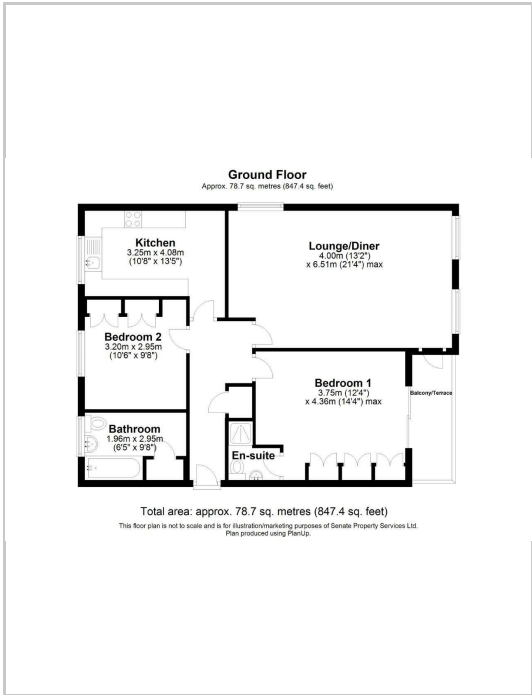 Ground Floor
Approx. 78.7 sq. metres (847.4 sq. feet)
Kitchen
3.25m x 4.08m
(10'8" x 13'5")
Lounge/Diner
4.00m (13'2")
x 6.51m (21'4") max
Bedroom 2
3.20m x 2.95m
(10'6" x 9'8")
Bedroom 1
3.75m (12'4")
x 4.36m (14'4") max
Balcony/Terrace
Bathroom
1.96m x 2.95m
(6'5" x 9'8")
En-suite
Total area: approx. 78.7 sq. metres (847.4 sq. feet)
This floor plan is not to scale and is for illustration/marketing purposes of Senate Property Services Ltd.
Plan produced using PlanUp.